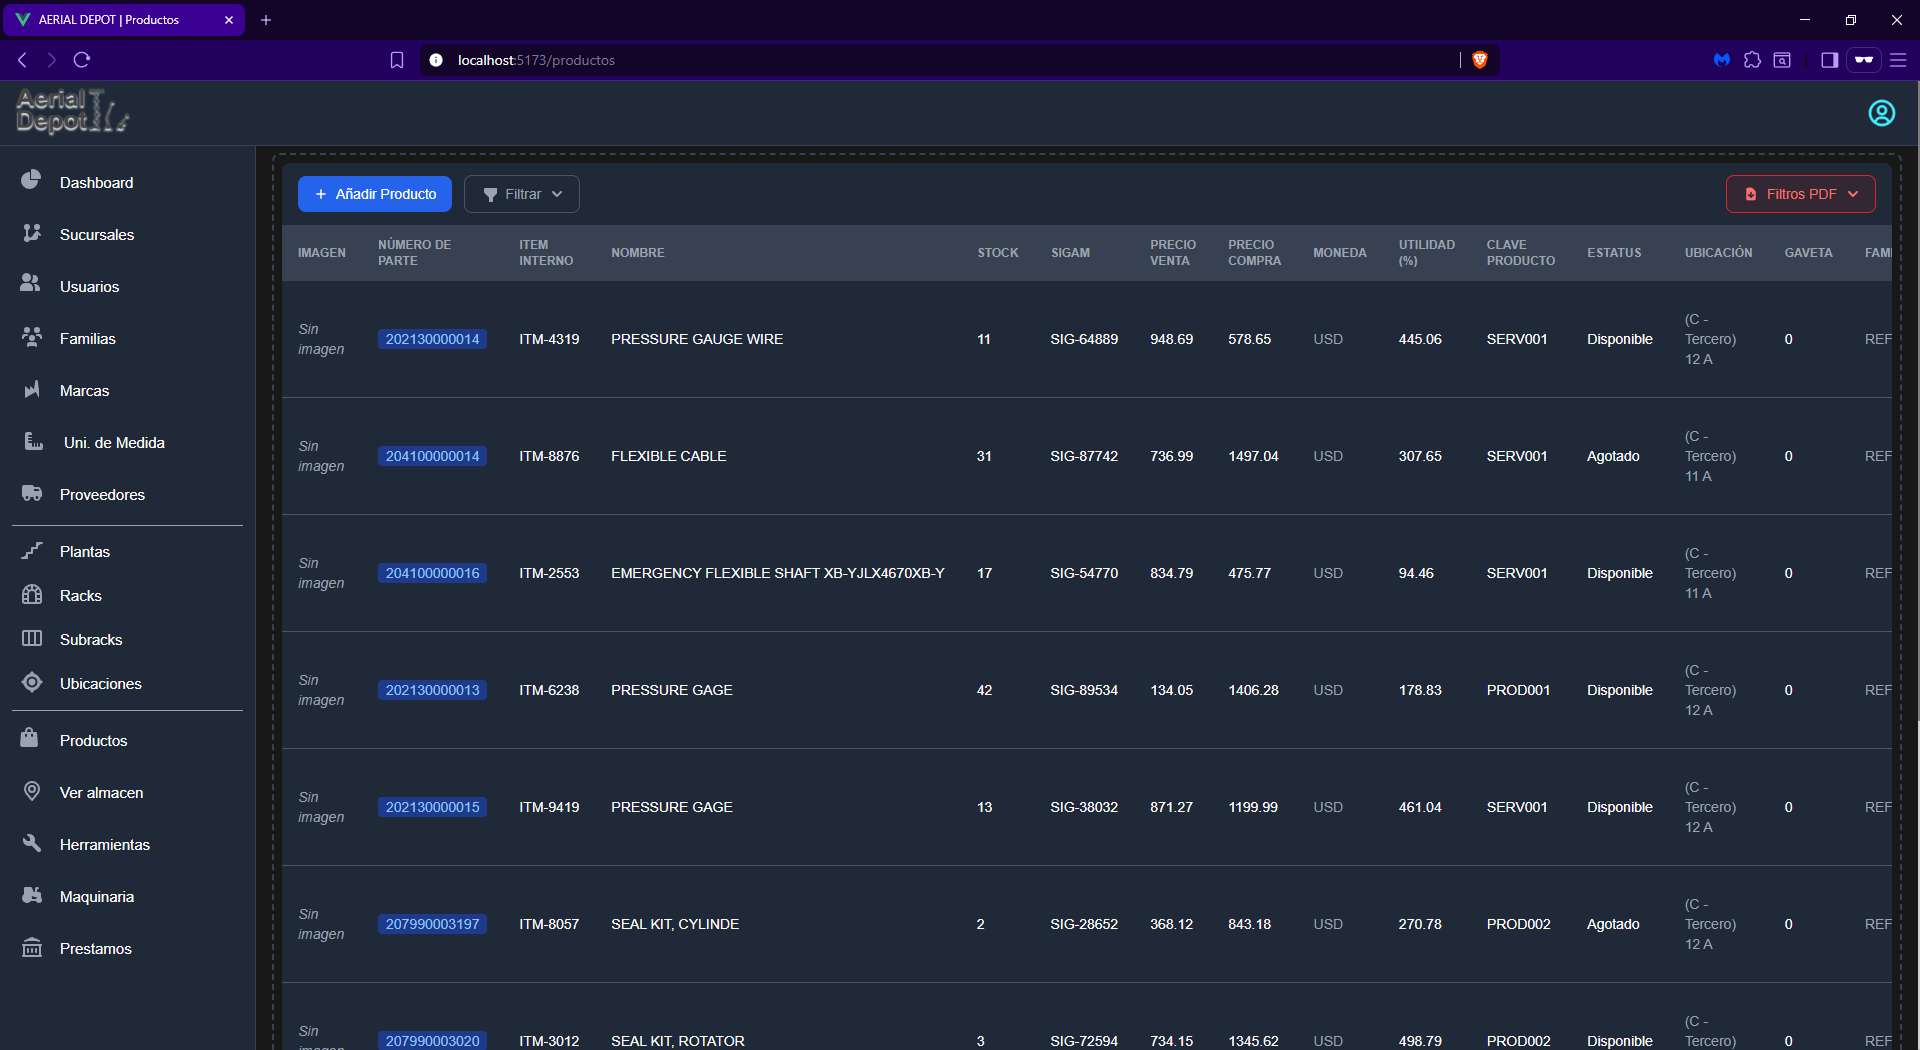 AERIAL DEPOT | Productos
localhost:5173/productos
Aerial
Depot
Dashboard
Sucursales
Usuarios
Familias
Marcas
Uni. de Medida
Proveedores
Plantas
Racks
Subracks
Ubicaciones
Productos
Ver almacen
Herramientas
Maquinaria
Prestamos
+ Añadir Producto
Filtrar
Filtros PDF
IMAGEN NÚMERO DE PARTE ITEM INTERNO NOMBRE STOCK SIGAM PRECIO VENTA PRECIO COMPRA MONEDA UTILIDAD (%) CLAVE PRODUCTO ESTATUS UBICACIÓN GAVETA FAMI
Sin imagen 202130000014 ITM-4319 PRESSURE GAUGE WIRE 11 SIG-64889 948.69 578.65 USD 445.06 SERV001 Disponible (C - Tercero) 12 A 0 REF
Sin imagen 204100000014 ITM-8876 FLEXIBLE CABLE 31 SIG-87742 736.99 1497.04 USD 307.65 SERV001 Agotado (C - Tercero) 11 A 0 REF
Sin imagen 204100000016 ITM-2553 EMERGENCY FLEXIBLE SHAFT XB-YJLX4670XB-Y 17 SIG-54770 834.79 475.77 USD 94.46 SERV001 Disponible (C - Tercero) 11 A 0 REF
Sin imagen 202130000013 ITM-6238 PRESSURE GAGE 42 SIG-89534 134.05 1406.28 USD 178.83 PROD001 Disponible (C - Tercero) 12 A 0 REF
Sin imagen 202130000015 ITM-9419 PRESSURE GAGE 13 SIG-38032 871.27 1199.99 USD 461.04 SERV001 Disponible (C - Tercero) 12 A 0 REF
Sin imagen 207990003197 ITM-8057 SEAL KIT, CYLINDE 2 SIG-28652 368.12 843.18 USD 270.78 PROD002 Agotado (C - Tercero) 12 A 0 REF
Sin imagen 207990003020 ITM-3012 SEAL KIT, ROTATOR 3 SIG-72594 734.15 1345.62 USD 498.79 PROD002 Disponible (C - Tercero) 0 REF